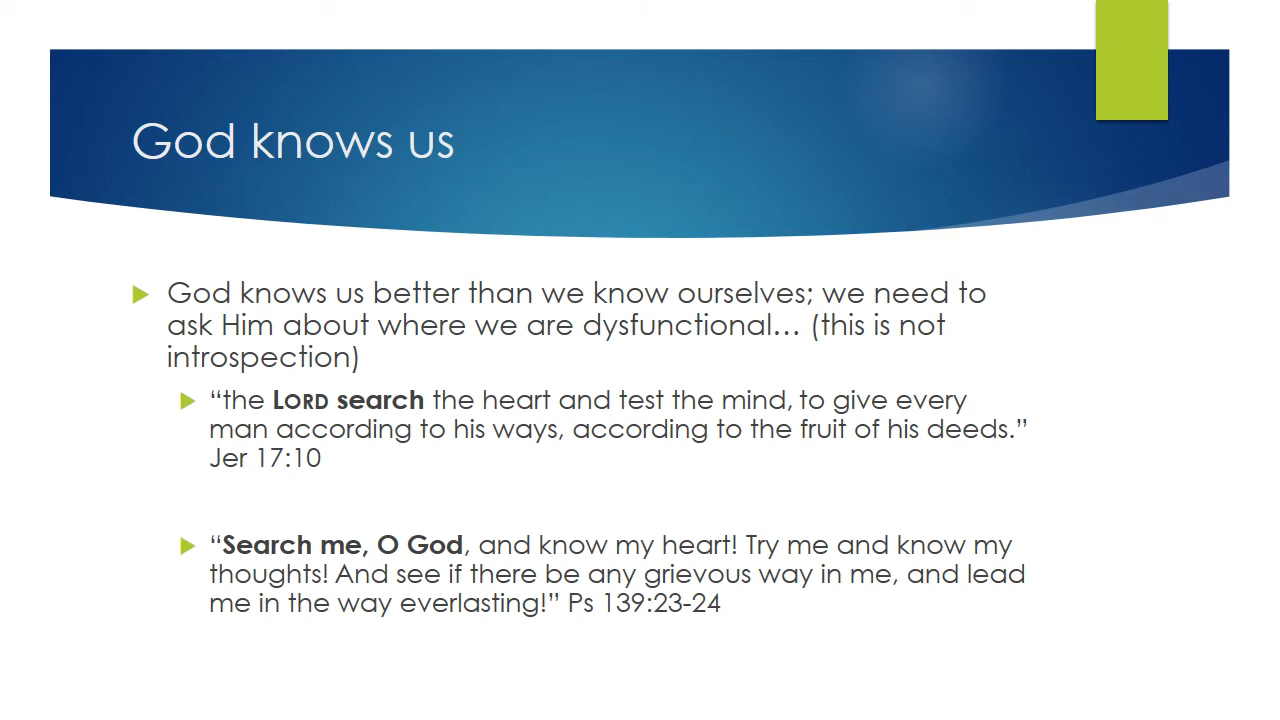 God knows us
God knows us better than we know ourselves; we need to
ask Him about where we are dysfunctional… (this is not
introspection)
“the LORD search the heart and test the mind, to give every
man according to his ways, according to the fruit of his deeds.”
Jer 17:10
“Search me, O God, and know my heart! Try me and know my
thoughts! And see if there be any grievous way in me, and lead
me in the way everlasting!” Ps 139:23-24